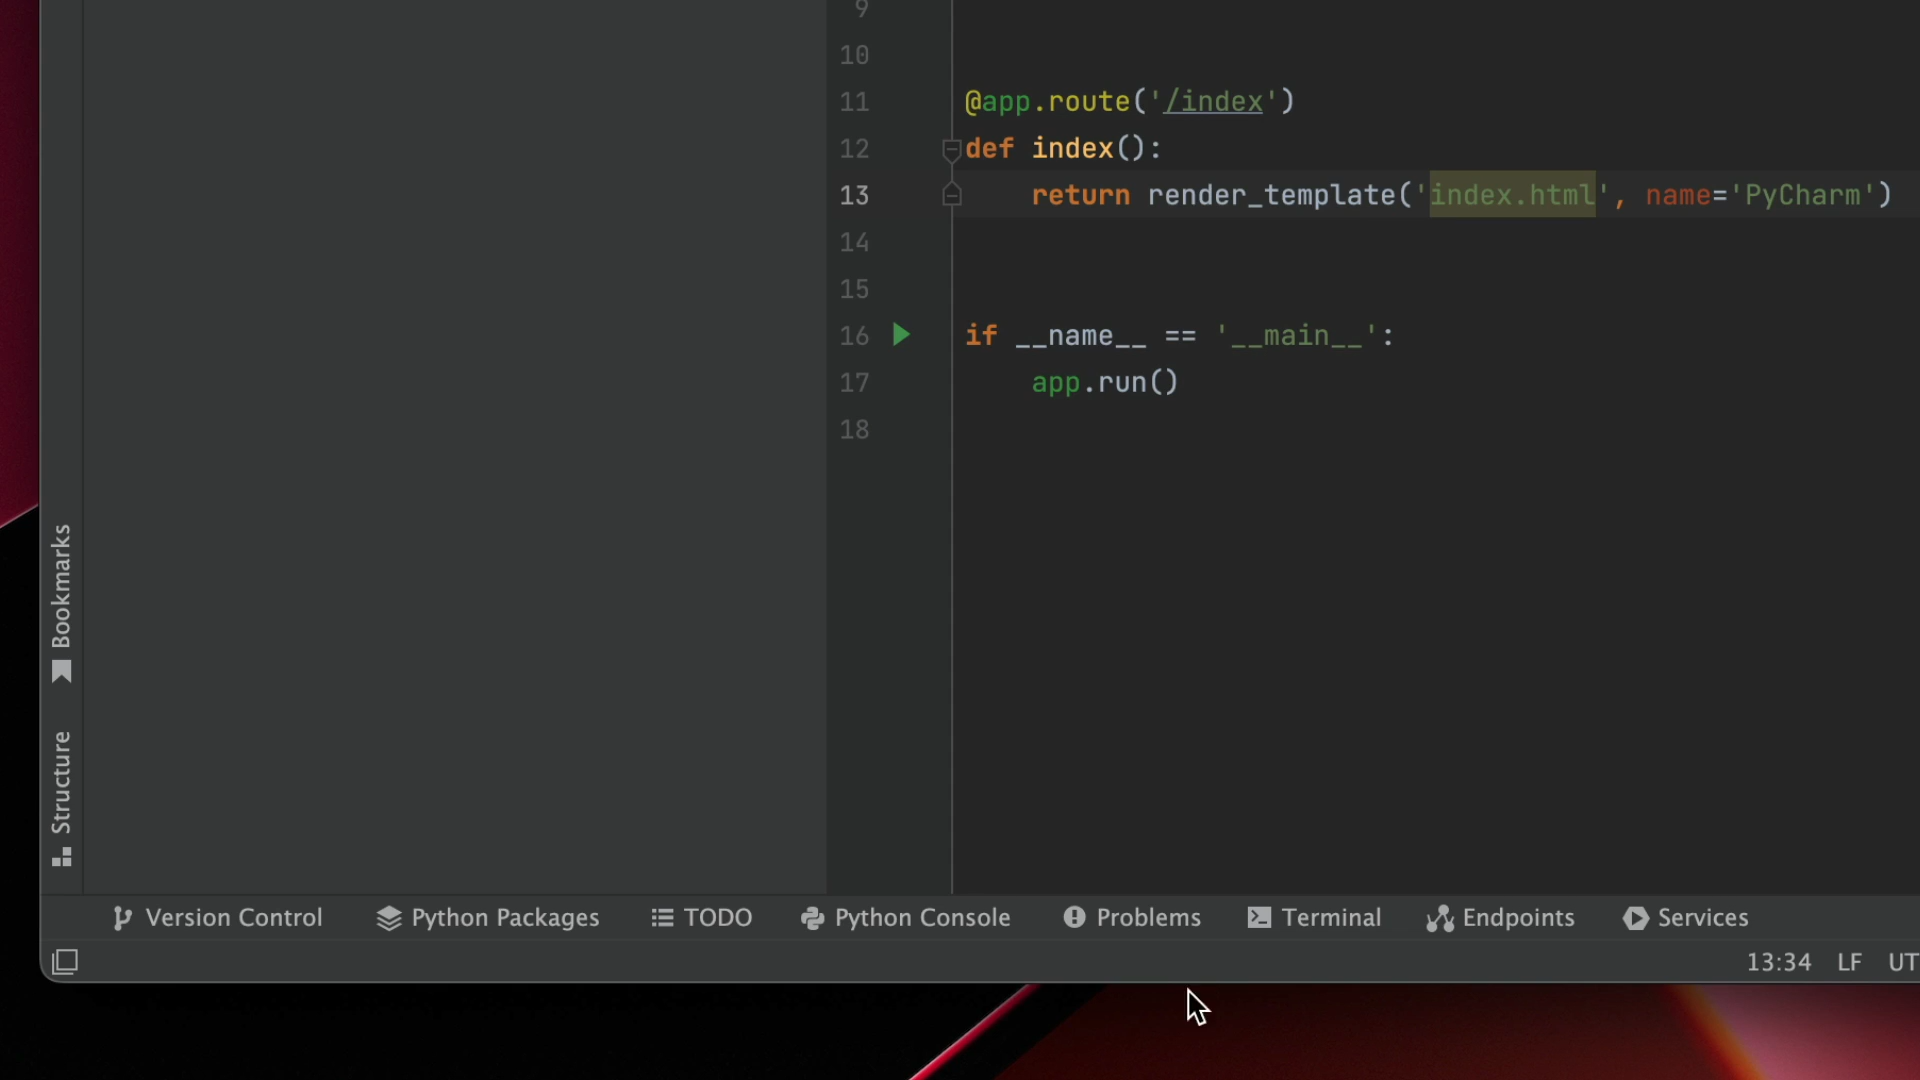 9
10
11 @app.route('/index')
12 def index():
13 return render_template('index.html', name='PyCharm')
14
15
16 if __name__ == '__main__':
17 app.run()
18
Bookmarks
Structure
Version Control Python Packages TODO Python Console Problems Terminal Endpoints Services
13:34 LF UT